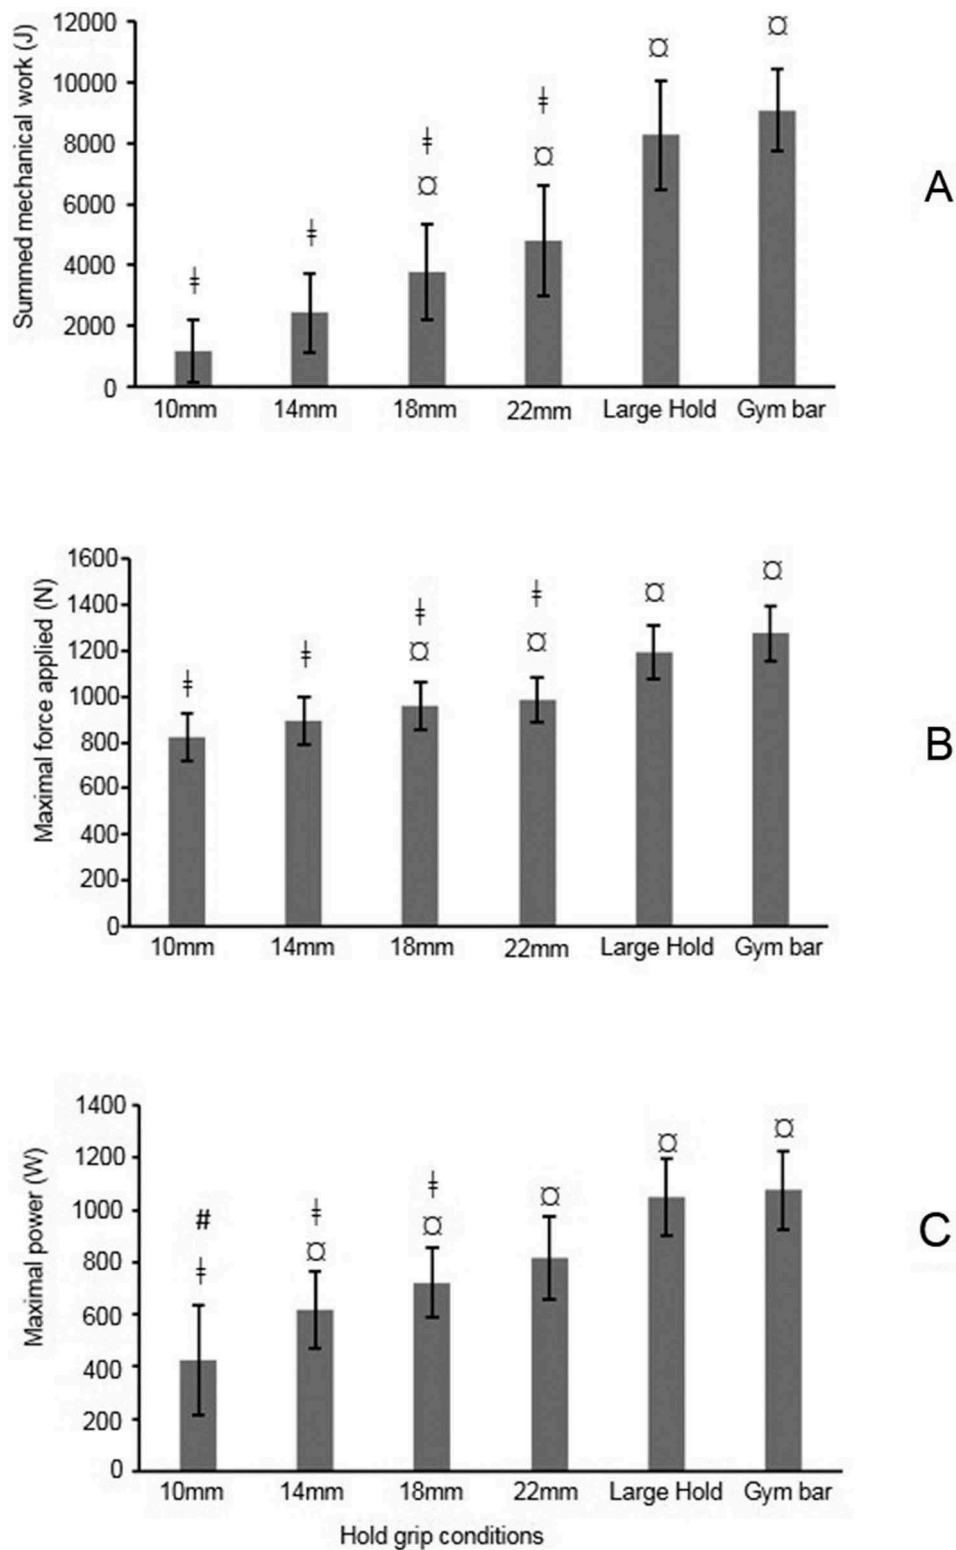 12000
10000
8000
6000
4000
2000
0
Summed mechanical work (J)
ǂ ǂ ǂ ¤ ǂ ¤ ¤ ¤
10mm 14mm 18mm 22mm Large Hold Gym bar
A
1600
1400
1200
1000
800
600
400
200
0
Maximal force applied (N)
ǂ ǂ ǂ ¤ ǂ ¤ ¤ ¤
10mm 14mm 18mm 22mm Large Hold Gym bar
B
1400
1200
1000
800
600
400
200
0
Maximal power (W)
# ǂ ǂ ¤ ǂ ¤ ¤ ¤ ¤
10mm 14mm 18mm 22mm Large Hold Gym bar
Hold grip conditions
C